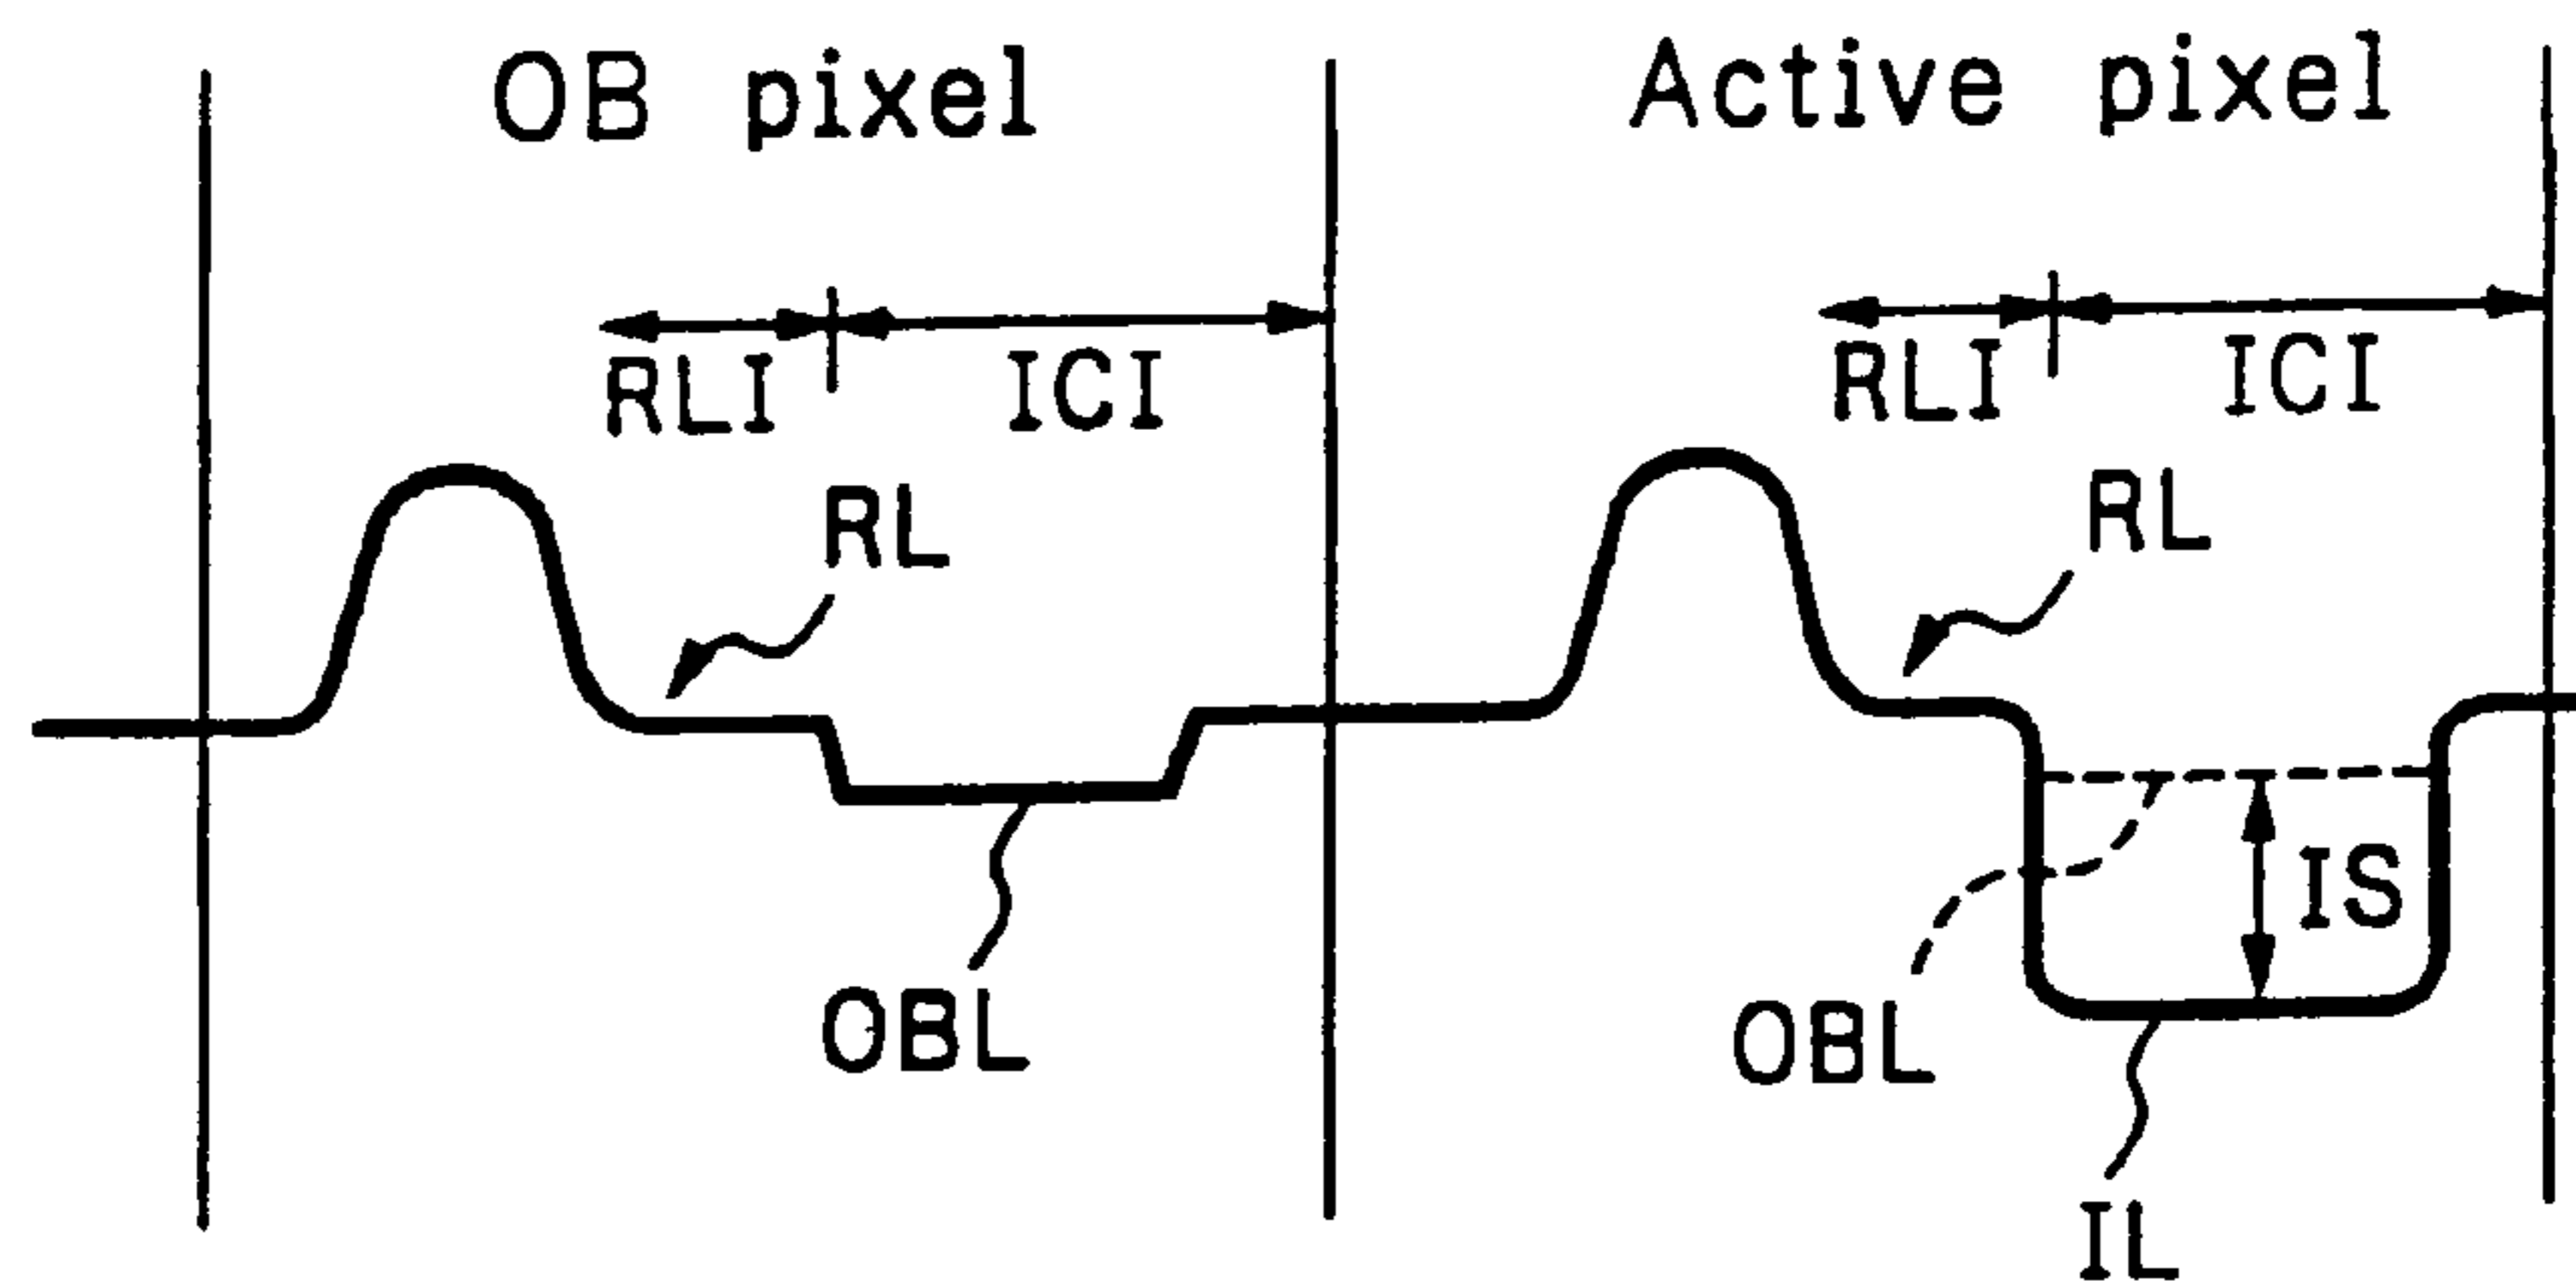 OB pixel
Active pixel
RLI
ICI
RLI
ICI
RL
RL
IS
OBL
OBL
IL